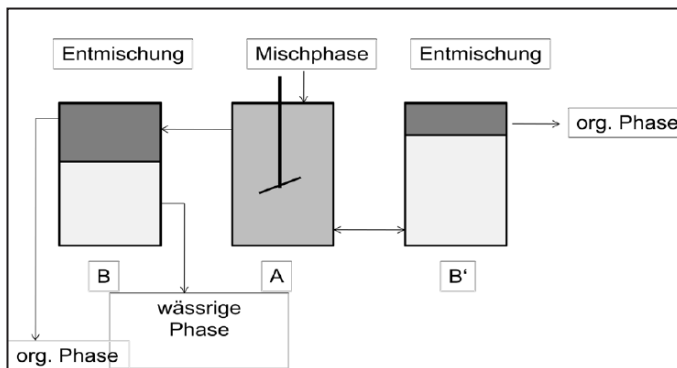 Entmischung
Mischphase
Entmischung
org. Phase
B
A
B‘
wässrige
Phase
org. Phase